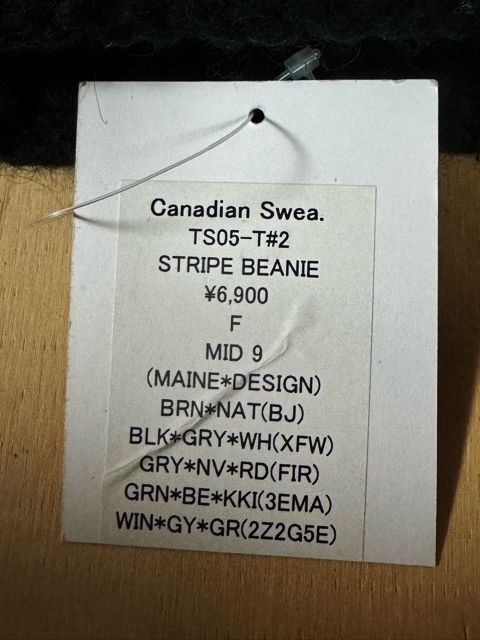 Canadian Swea.
TS05-T#2
STRIPE BEANIE
¥6,900
F
MID 9
(MAINE*DESIGN)
BRN*NAT(BJ)
BLK*GRY*WH(XFW)
GRY*NV*RD(FIR)
GRN*BE*KKI(3EMA)
WIN*GY*GR(2Z2G5E)